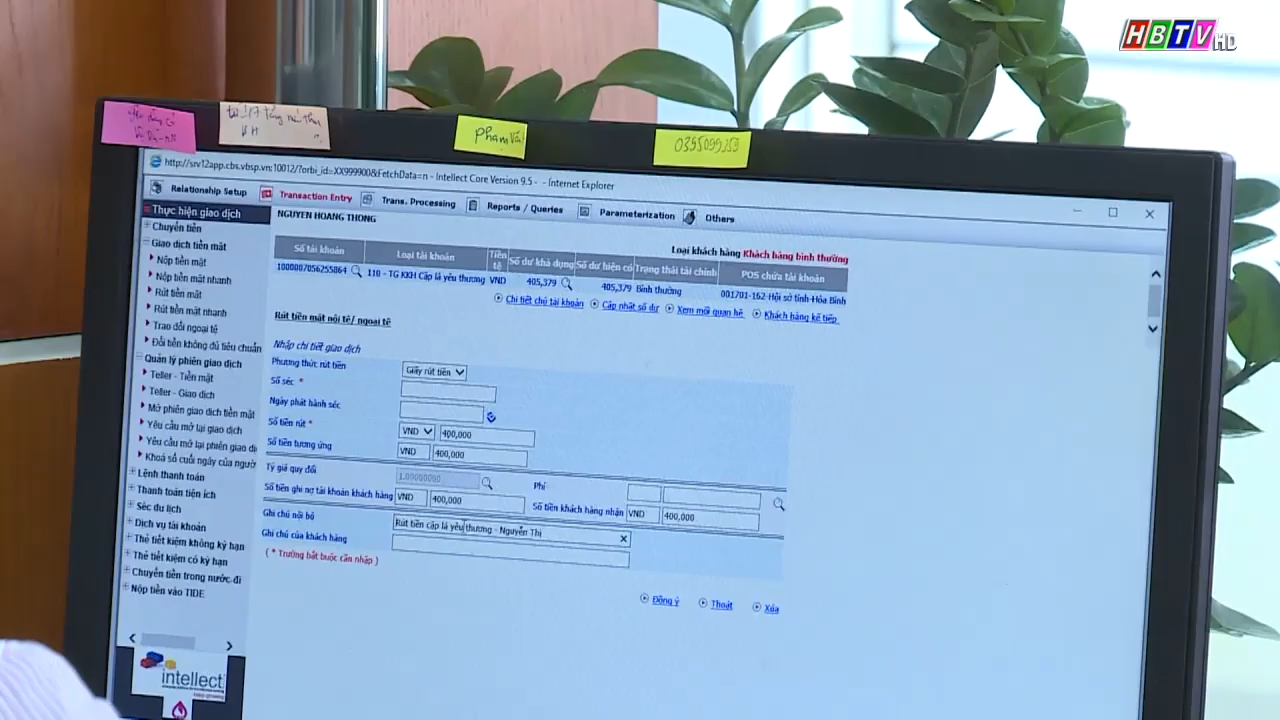 HBTV HD
tại 1/7 tổng
KH
Phạm Vă
0355099253
http://srv12app.cbs.vbsp.vn:10012/?orbi_id=XX999900&FetchData=n - Intellect Core Version 9.5 - - Internet Explorer
Relationship Setup Transaction Entry Trans. Processing Reports / Queries Parameterization Others
Thực hiện giao dịch
Chuyển tiền
Giao dịch tiền mặt
Nộp tiền mặt
Nộp tiền mặt nhanh
Rút tiền mặt
Rút tiền mặt nhanh
Trao đổi ngoại tệ
Đổi tiền không đủ tiêu chuẩn
Quản lý phiên giao dịch
Teller - Tiền mặt
Teller - Giao dịch
Mở phiên giao dịch tiền mặt
Yêu cầu mở lại giao dịch
Yêu cầu mở lại phiên giao dị
Khoá sổ cuối ngày của người
Lệnh thanh toán
Thanh toán tiện ích
Séc du lịch
Dịch vụ tài khoản
Thẻ tiết kiệm không kỳ hạn
Thẻ tiết kiệm có kỳ hạn
Chuyển tiền trong nước đi
Nộp tiền vào TIDE
intellect
NGUYEN HOANG THONG
Loại khách hàng Khách hàng bình thường
Số tài khoản Loại tài khoản Tiền tệ Số dư khả dụng Số dư hiện có Trạng thái tài chính POS chứa tài khoản
1000007056255864 110 - TG KKH Cặp lá yêu thương VND 405,379 405,379 Bình thường 001701-162-Hội sở tỉnh-Hòa Bình
Chi tiết chủ tài khoản Cập nhật số dư Xem mối quan hệ Khách hàng kế tiếp
Rút tiền mặt nội tệ/ ngoại tệ
Nhập chi tiết giao dịch
Phương thức rút tiền Giấy rút tiền
Số séc *
Ngày phát hành séc
Số tiền rút * VND 400,000
Số tiền tương ứng VND 400,000
Tỷ giá quy đổi 1.00000000 Phí
Số tiền ghi nợ tài khoản khách hàng VND 400,000 Số tiền khách hàng nhận VND 400,000
Ghi chú nội bộ Rút tiền cặp lá yêu thương - Nguyễn Thị
Ghi chú của khách hàng
( * Trường bắt buộc cần nhập )
Đồng ý Thoát Xóa